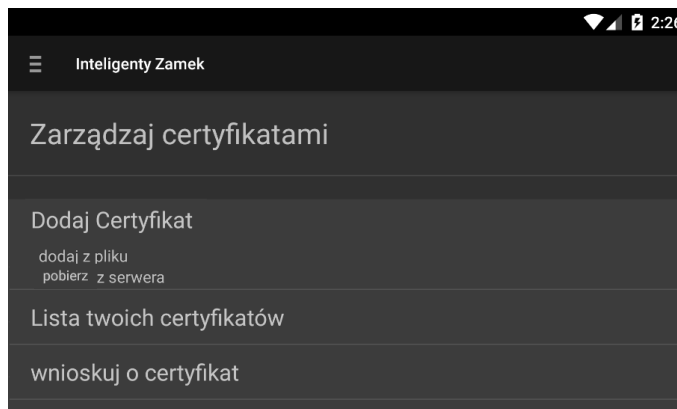 2:26
Inteligenty Zamek
Zarządzaj certyfikatami
Dodaj Certyfikat
dodaj z pliku
pobierz z serwera
Lista twoich certyfikatów
wnioskuj o certyfikat